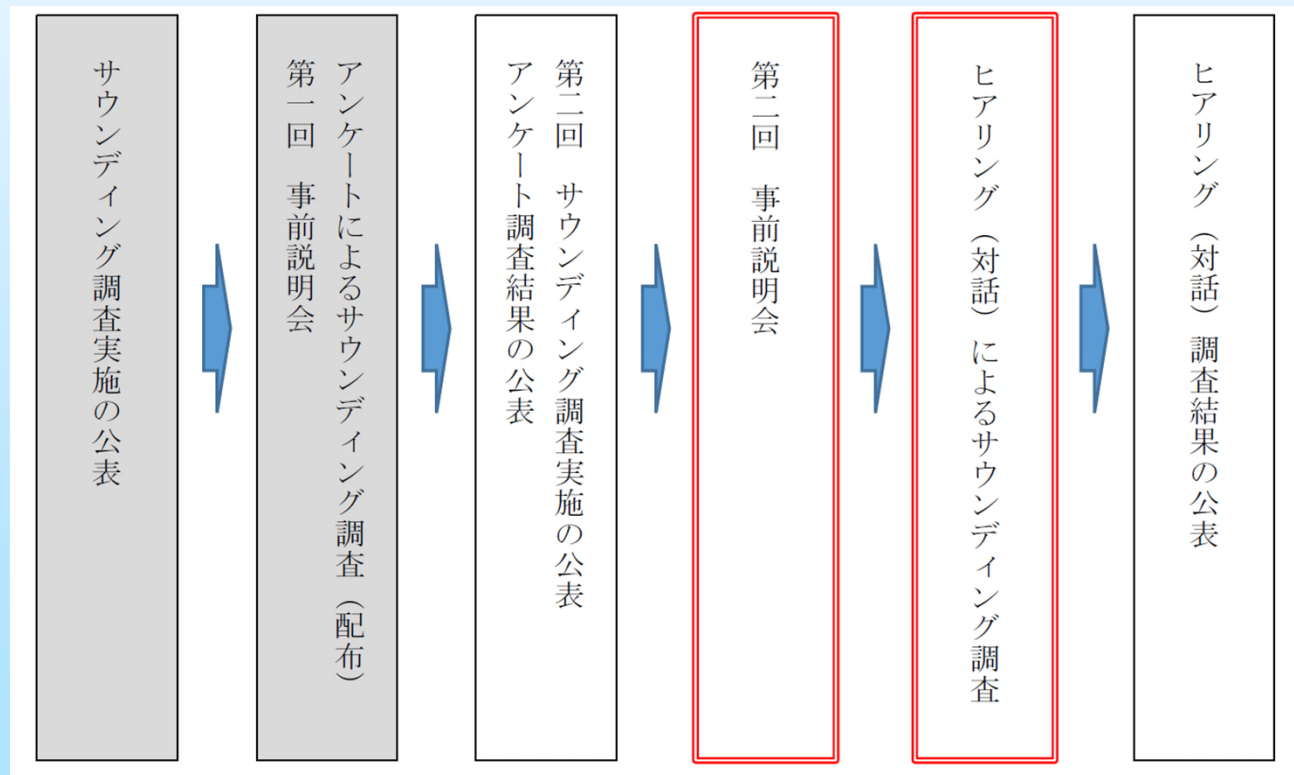 サウンディング調査実施の公表
アンケートによるサウンディング調査（配布）
第一回　事前説明会
第二回　サウンディング調査実施の公表
アンケート調査結果の公表
第二回　事前説明会
ヒアリング（対話）によるサウンディング調査
ヒアリング（対話）調査結果の公表